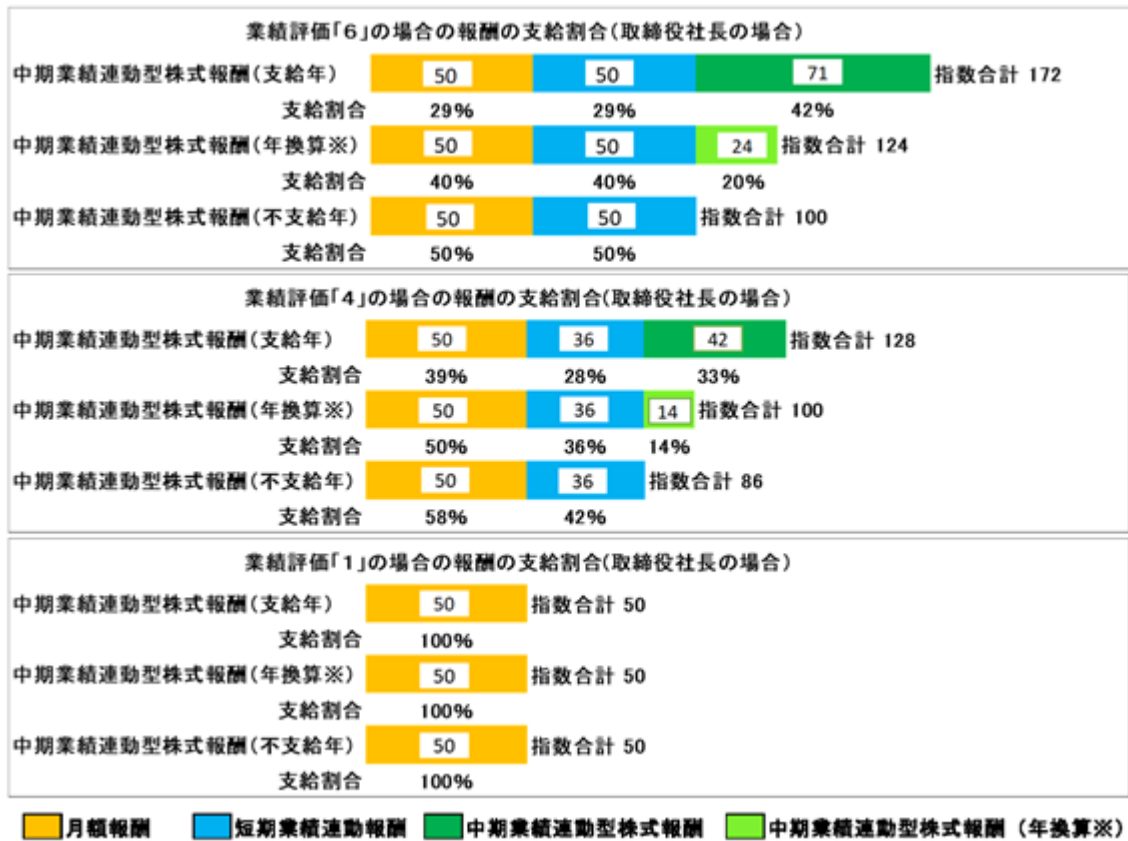 業績評価「6」の場合の報酬の支給割合(取締役社長の場合)
中期業績連動型株式報酬(支給年) 50 50 71 指数合計 172
支給割合 29% 29% 42%
中期業績連動型株式報酬(年換算※) 50 50 24 指数合計 124
支給割合 40% 40% 20%
中期業績連動型株式報酬(不支給年) 50 50 指数合計 100
支給割合 50% 50%
業績評価「4」の場合の報酬の支給割合(取締役社長の場合)
中期業績連動型株式報酬(支給年) 50 36 42 指数合計 128
支給割合 39% 28% 33%
中期業績連動型株式報酬(年換算※) 50 36 14 指数合計 100
支給割合 50% 36% 14%
中期業績連動型株式報酬(不支給年) 50 36 指数合計 86
支給割合 58% 42%
業績評価「1」の場合の報酬の支給割合(取締役社長の場合)
中期業績連動型株式報酬(支給年) 50 指数合計 50
支給割合 100%
中期業績連動型株式報酬(年換算※) 50 指数合計 50
支給割合 100%
中期業績連動型株式報酬(不支給年) 50 指数合計 50
支給割合 100%
月額報酬 短期業績連動報酬 中期業績連動型株式報酬 中期業績連動型株式報酬(年換算※)